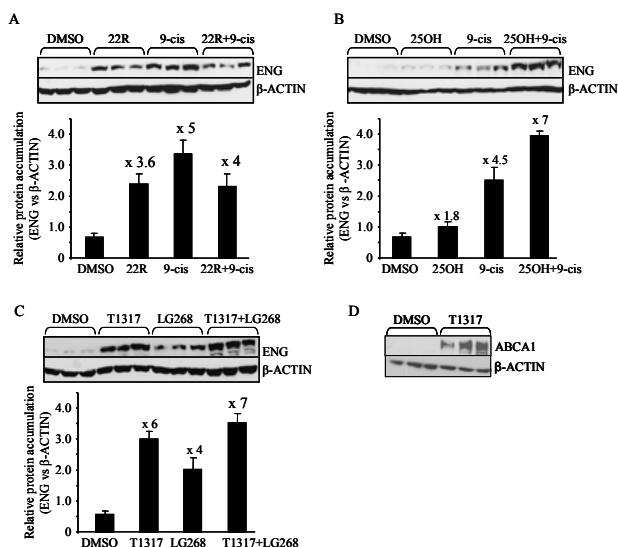 A
DMSO 22R 9-cis 22R+9-cis
ENG
β-ACTIN
Relative protein accumulation
(ENG vs β-ACTIN)
4.0
3.0
2.0
1.0
0
x 3.6
x 5
x 4
DMSO 22R 9-cis 22R+9-cis
B
DMSO 25OH 9-cis 25OH+9-cis
ENG
β-ACTIN
Relative protein accumulation
(ENG vs β -ACTIN)
4.0
3.0
2.0
1.0
0
x 1.8
x 4.5
x 7
DMSO 25OH 9-cis 25OH+9-cis
C
DMSO T1317 LG268 T1317+LG268
ENG
β-ACTIN
Relative protein accumulation
(ENG vs β-ACTIN)
4.0
3.0
2.0
1.0
0
x 6
x 4
x 7
DMSO T1317 LG268 T1317+LG268
D
DMSO T1317
ABCA1
β-ACTIN